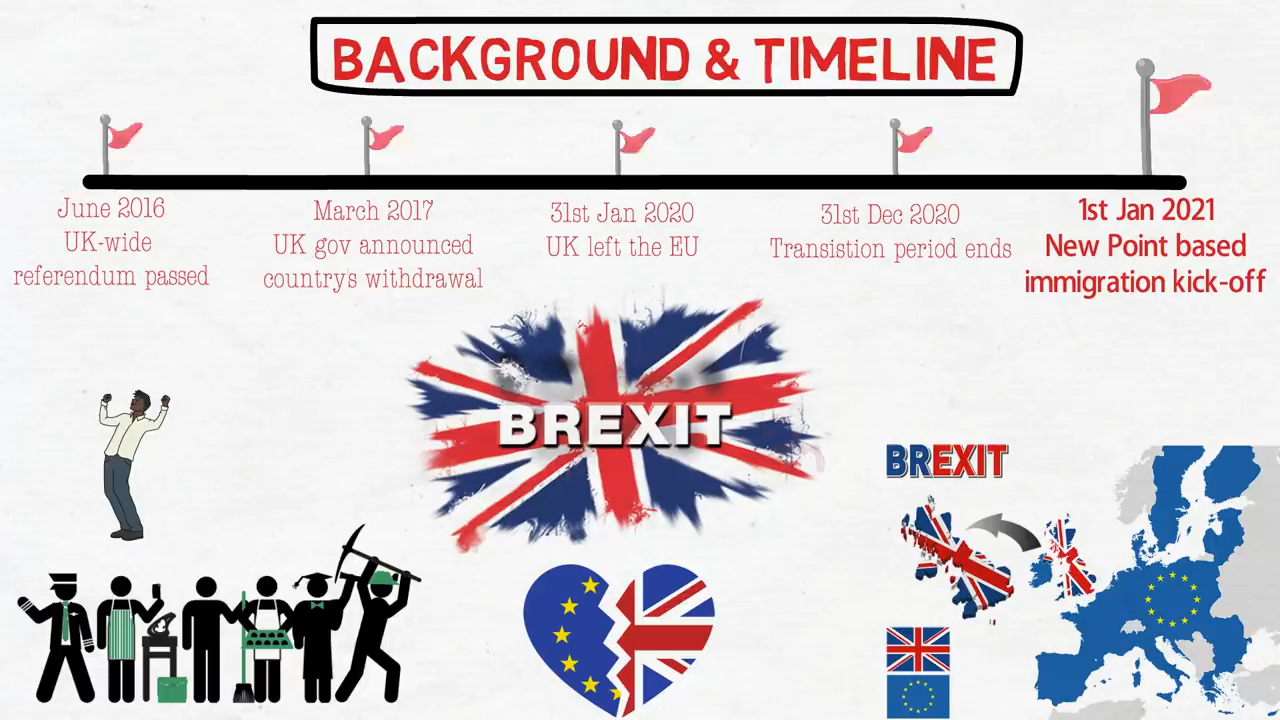 BACKGROUND & TIMELINE
June 2016
UK-wide
referendum passed
March 2017
UK gov announced
country's withdrawal
31st Jan 2020
UK left the EU
31st Dec 2020
Transistion period ends
1st Jan 2021
New Point based
immigration kick-off
BREXIT
BREXIT